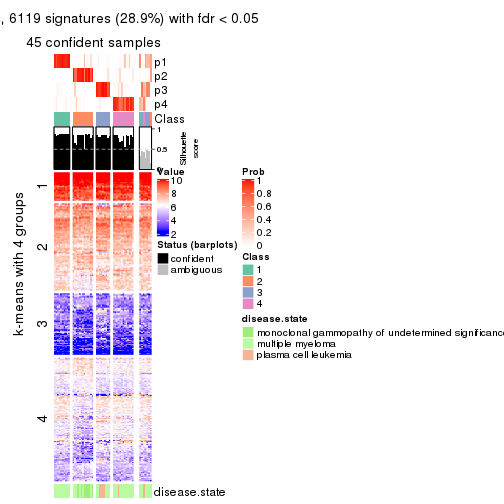 , 6119 signatures (28.9%) with fdr < 0.05
45 confident samples
p1
p2
p3
p4
Class
1
0.5
0
Silhouette
score
k-means with 4 groups
1
2
3
4
Value
10
8
6
4
2
Status (barplots)
confident
ambiguous
Prob
1
0.8
0.6
0.4
0.2
0
Class
1
2
3
4
disease.state
monoclonal gammopathy of undetermined significance
multiple myeloma
plasma cell leukemia
disease.state